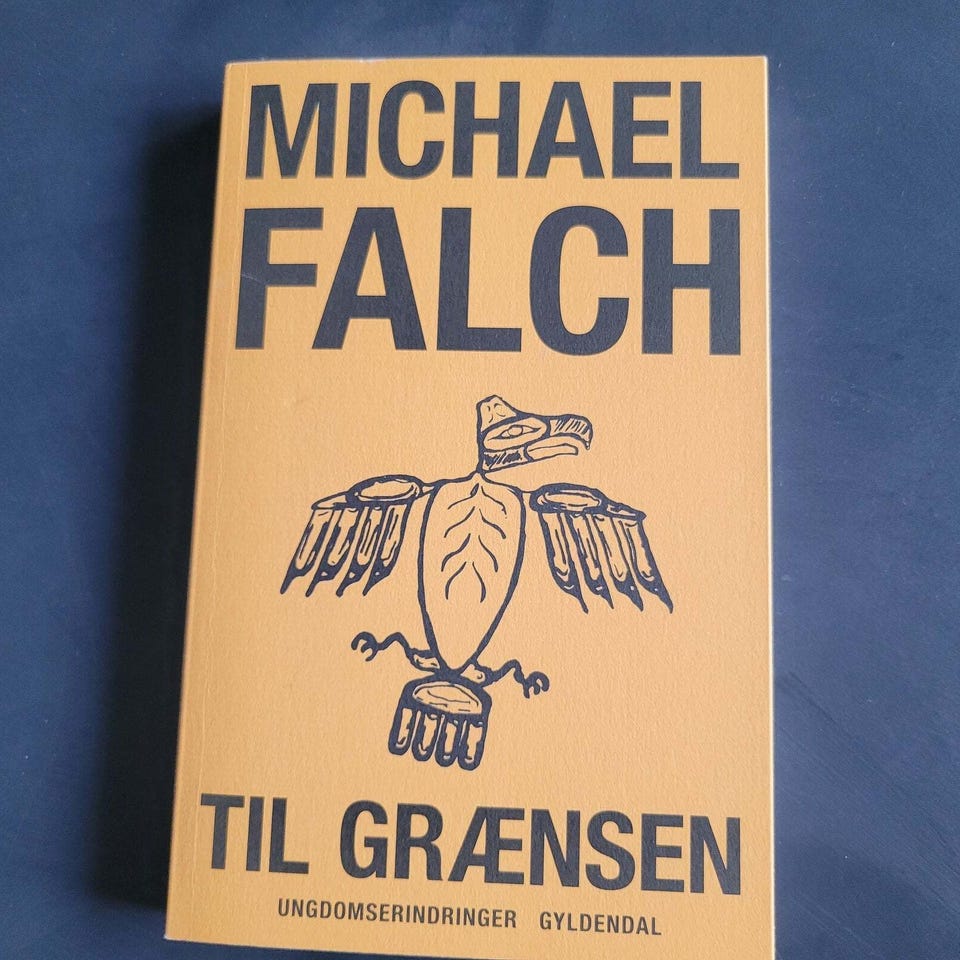 MICHAEL
FALCH
TIL GRÆNSEN
UNGDOMSERINDRINGER GYLDENDAL